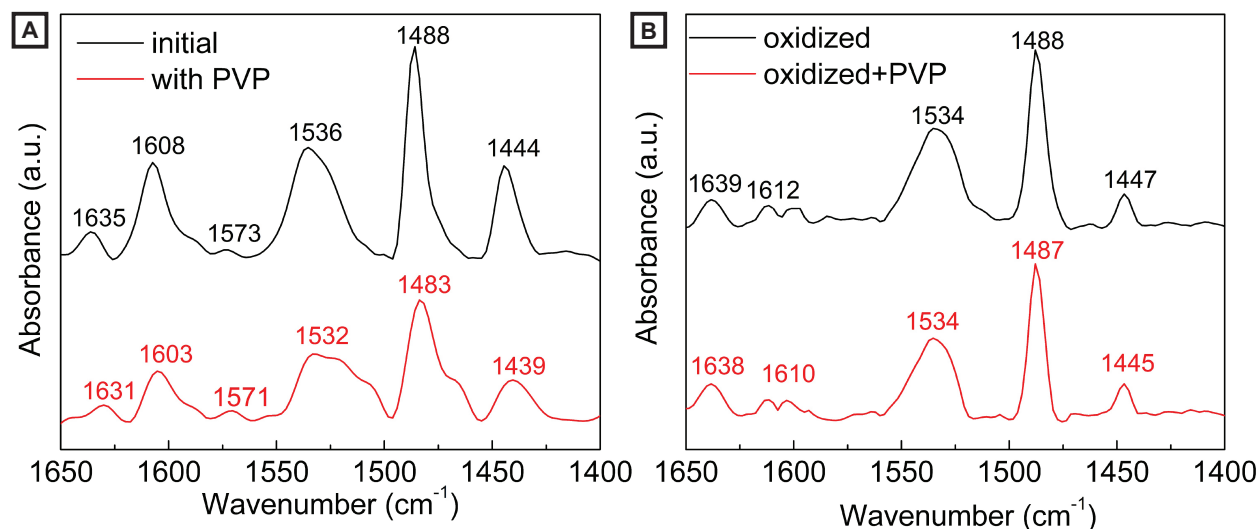 A
initial
with PVP
1488
1608
1536
1444
1635
1573
1483
1603
1532
1439
1631
1571
Absorbance (a.u.)
1650 1600 1550 1500 1450 1400
Wavenumber (cm⁻¹)
B
oxidized
oxidized+PVP
1488
1534
1639
1612
1447
1487
1534
1638
1610
1445
Absorbance (a.u.)
1650 1600 1550 1500 1450 1400
Wavenumber (cm⁻¹)